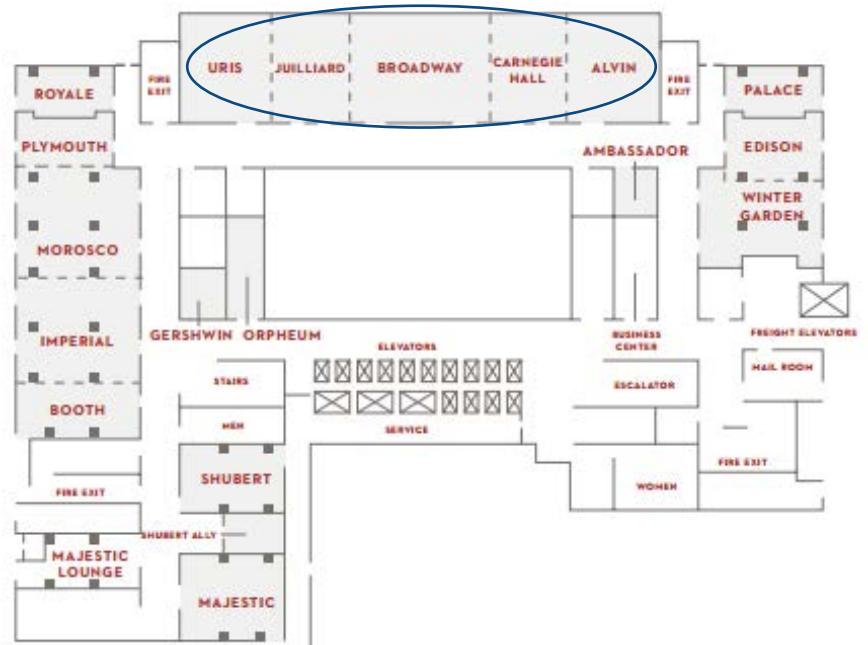 FIRE
EXIT
URIS
JUILLIARD
BROADWAY
CARNEGIE
HALL
ALVIN
FIRE
EXIT
ROYALE
PALACE
PLYMOUTH
AMBASSADOR
EDISON
WINTER
GARDEN
MOROSCO
GERSHWIN
ORPHEUM
IMPERIAL
ELEVATORS
BUSINESS
CENTER
FREIGHT ELEVATORS
STAIRS
ESCALATOR
MAIL ROOM
BOOTH
MEN
SERVICE
SHUBERT
FIRE EXIT
WOMEN
FIRE EXIT
SHUBERT ALLY
MAJESTIC
LOUNGE
MAJESTIC